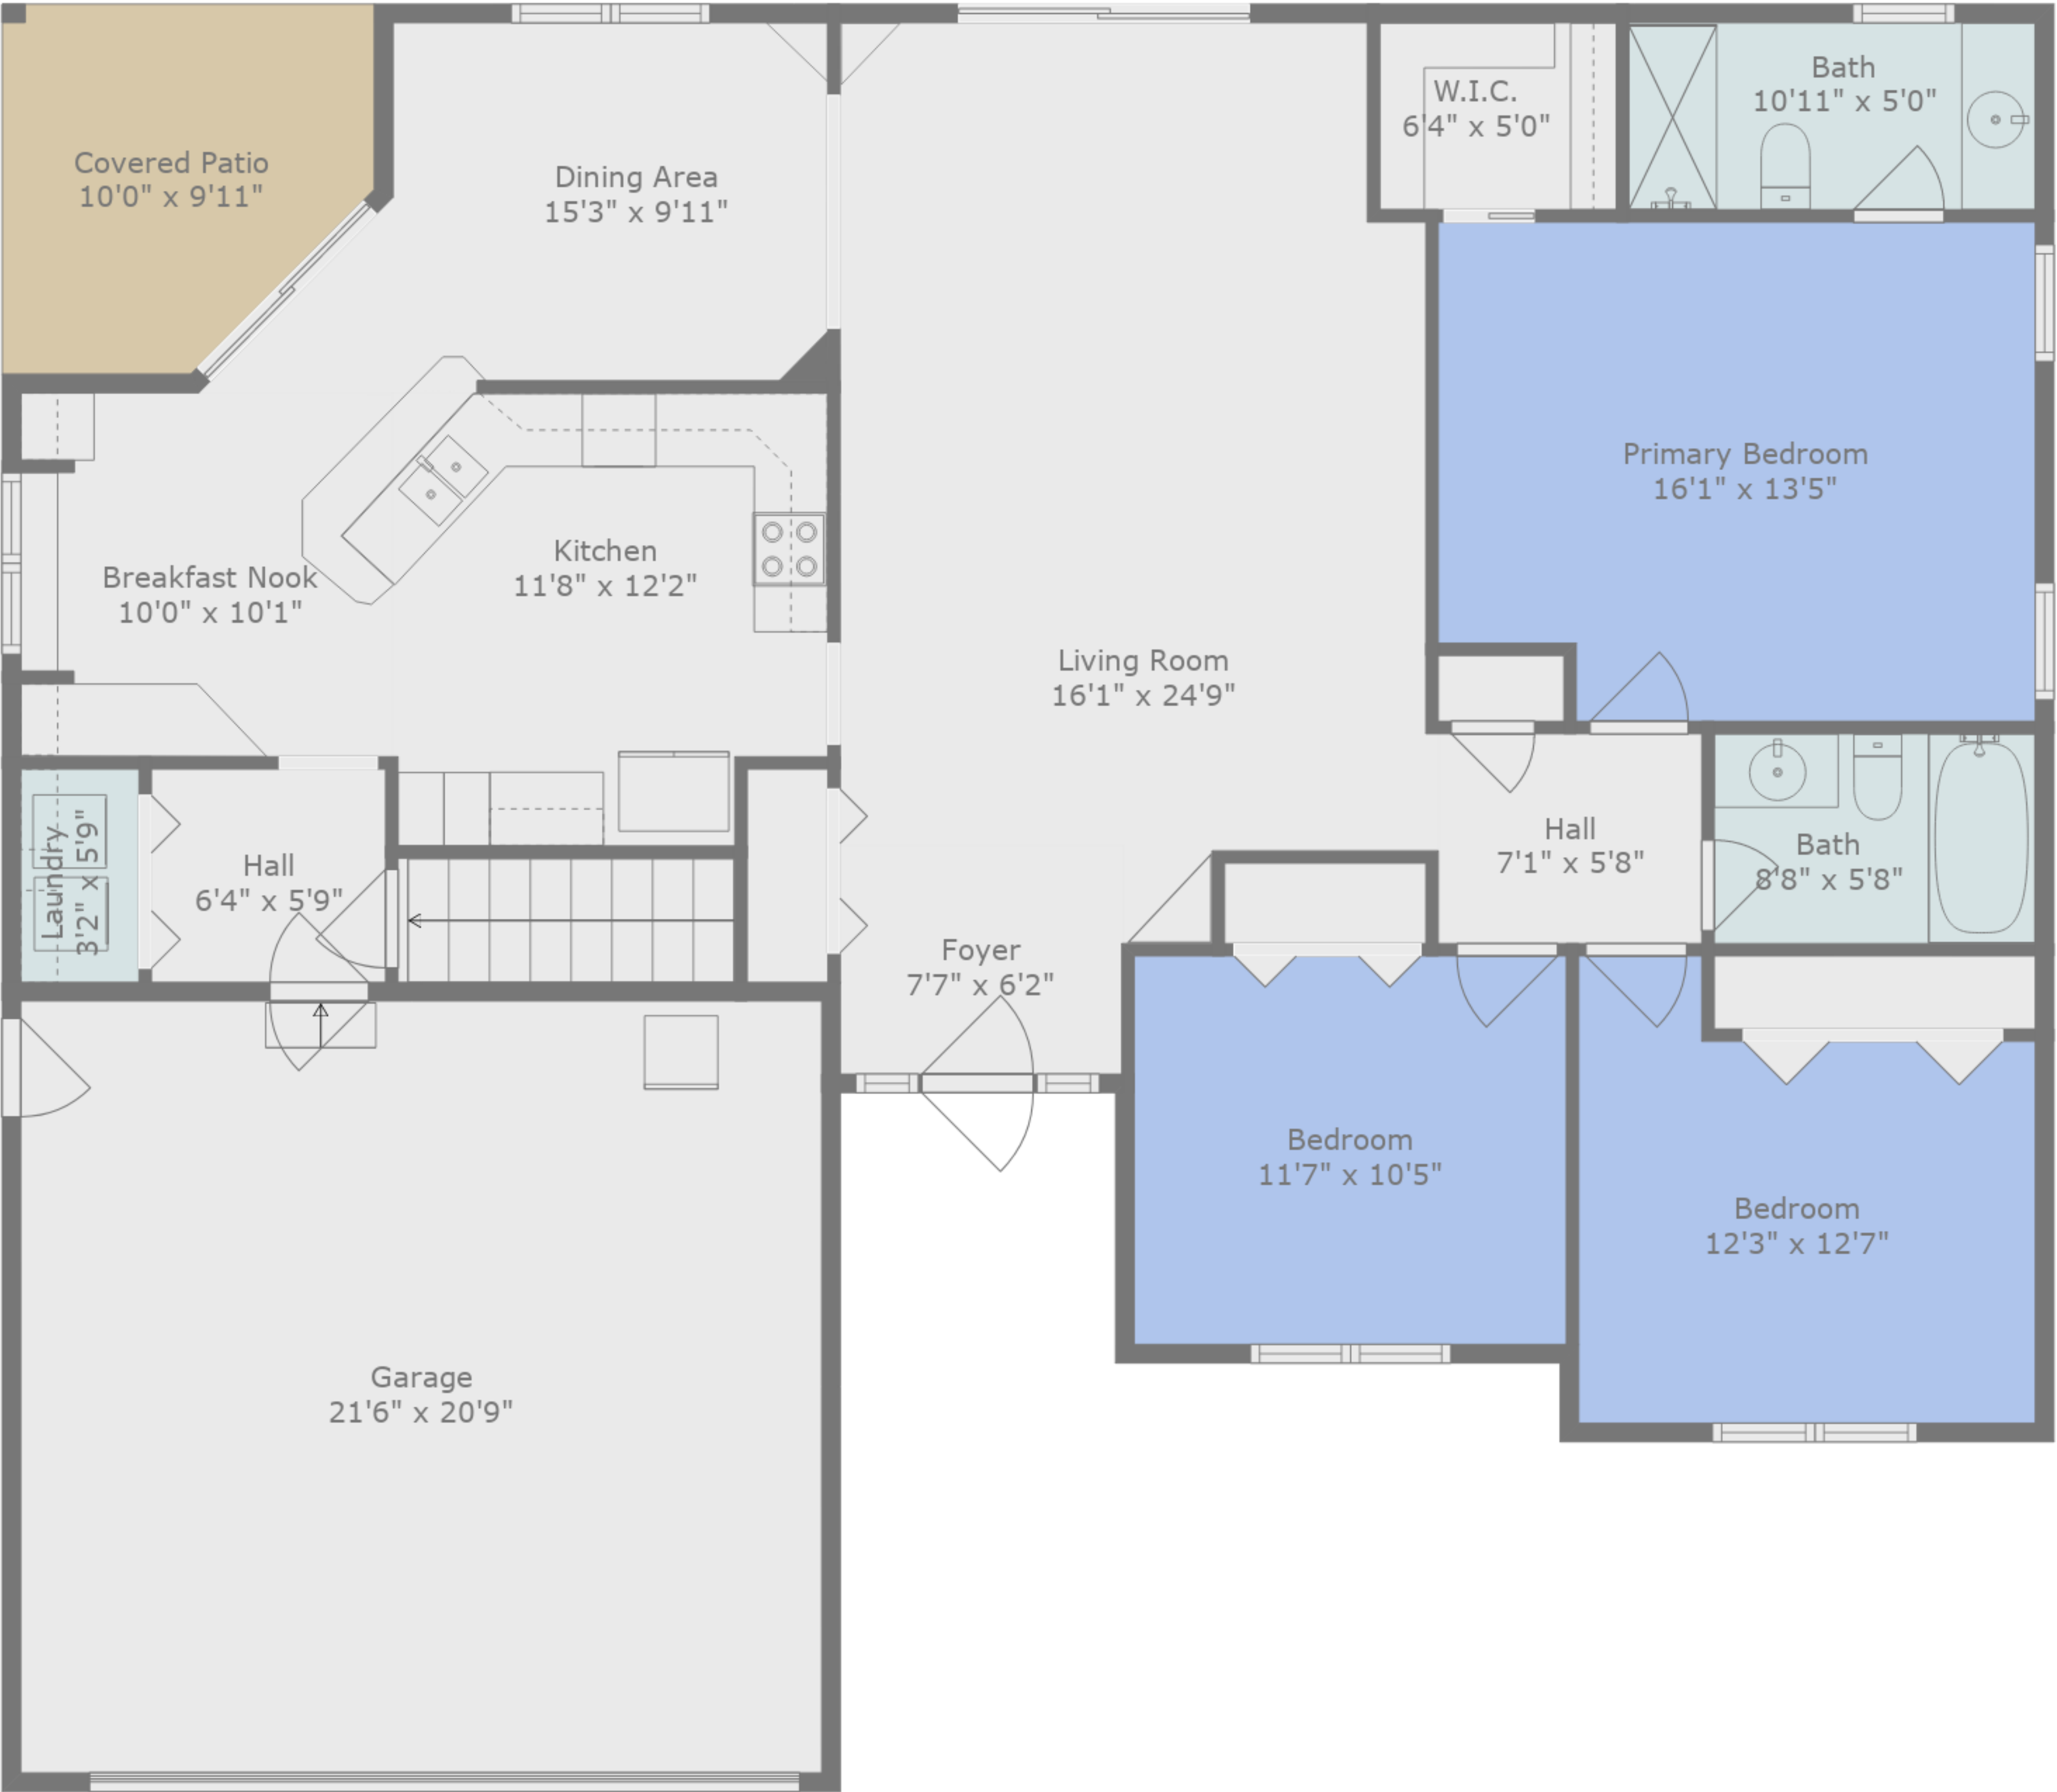 Covered Patio
10'0" x 9'11"
Dining Area
15'3" x 9'11"
W.I.C.
6'4" x 5'0"
Bath
10'11" x 5'0"
Primary Bedroom
16'1" x 13'5"
Breakfast Nook
10'0" x 10'1"
Kitchen
11'8" x 12'2"
Living Room
16'1" x 24'9"
Laundry
3'2" x 5'9"
Hall
6'4" x 5'9"
Hall
7'1" x 5'8"
Bath
8'8" x 5'8"
Foyer
7'7" x 6'2"
Bedroom
11'7" x 10'5"
Bedroom
12'3" x 12'7"
Garage
21'6" x 20'9"